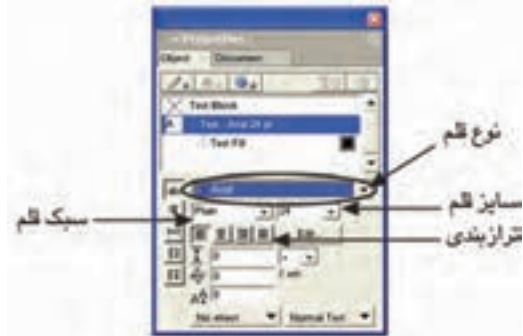 Properties
Object Document
Text Block
Text - Arial 24 pt
Text Fill
نوع قلم
Arial
سایز قلم
Plain 24
سبک قلم
ترازبندی
No effect Normal Text